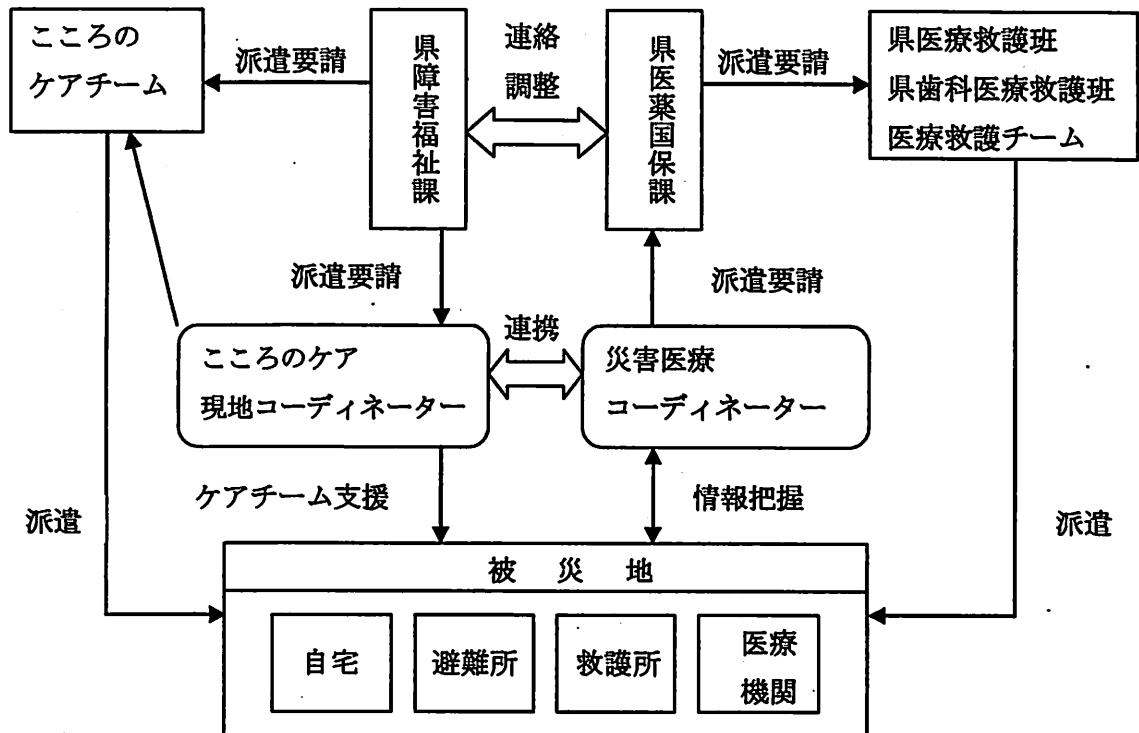 こころの
ケアチーム
派遣要請
県障害福祉課
連絡
調整
県医薬国保課
派遣要請
県医療救護班
県歯科医療救護班
医療救護チーム
派遣要請
派遣要請
こころのケア
現地コーディネーター
連携
災害医療
コーディネーター
ケアチーム支援
情報把握
派遣
派遣
被災地
自宅
避難所
救護所
医療
機関